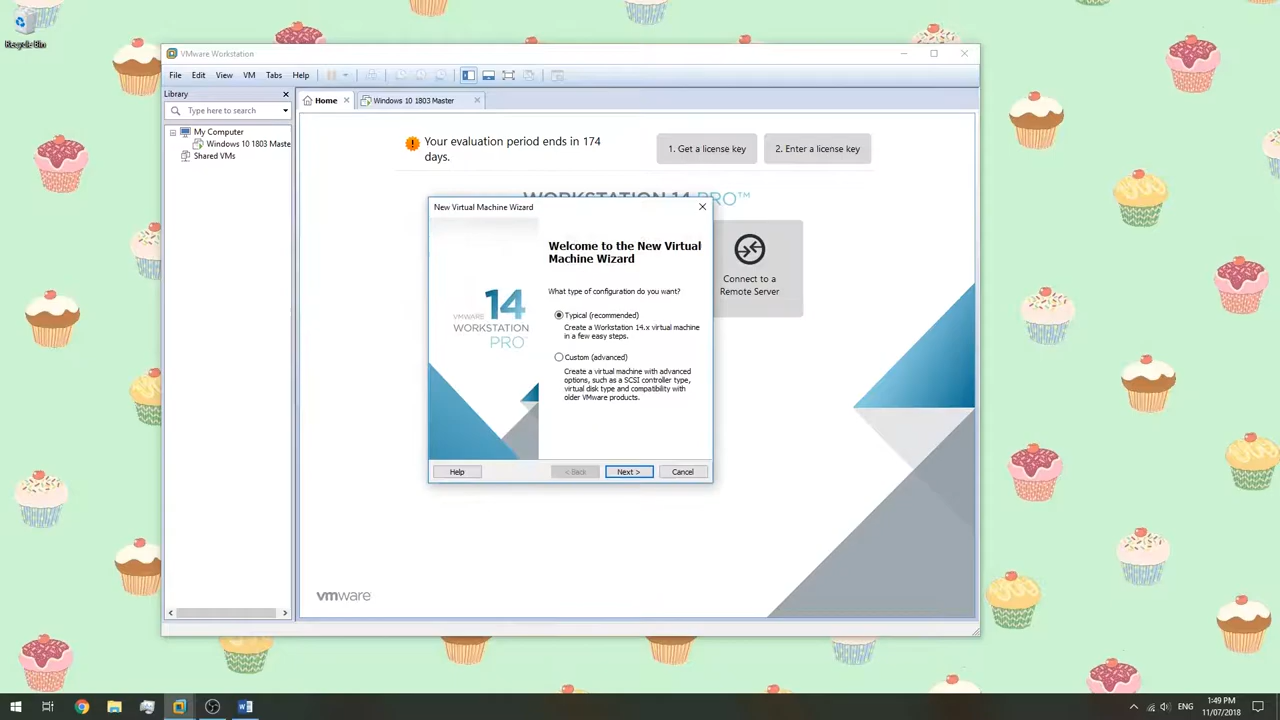 Recycle Bin
VMware Workstation
File Edit View VM Tabs Help
Library
Type here to search
My Computer
Windows 10 1803 Maste
Shared VMs
Home
Windows 10 1803 Master
Your evaluation period ends in 174
days.
1. Get a license key
2. Enter a license key
WORKSTATION 14 PRO™
Connect to a
Remote Server
New Virtual Machine Wizard
14
VMWARE
WORKSTATION
PRO™
Welcome to the New Virtual
Machine Wizard
What type of configuration do you want?
Typical (recommended)
Create a Workstation 14.x virtual machine
in a few easy steps.
Custom (advanced)
Create a virtual machine with advanced
options, such as a SCSI controller type,
virtual disk type and compatibility with
older VMware products.
Help
< Back
Next >
Cancel
vmware
ENG
1:49 PM
11/07/2018